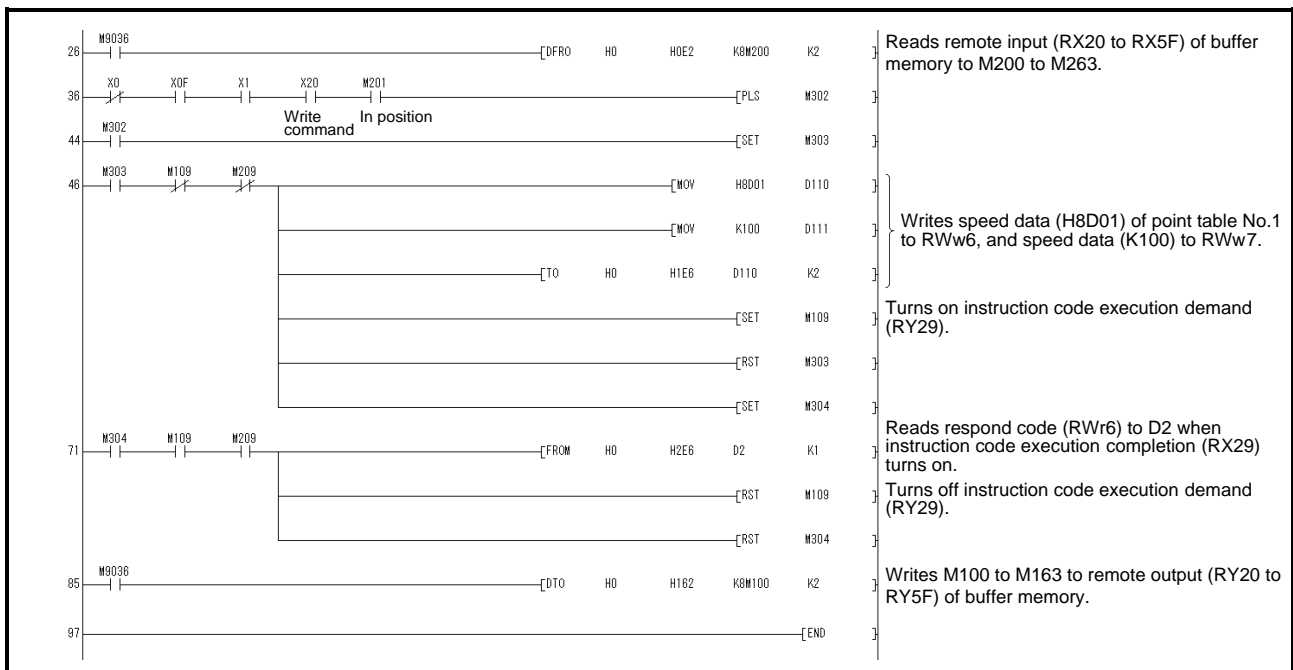 M9036
26 [DFRO H0 H0E2 K8M200 K2 ]
Reads remote input (RX20 to RX5F) of buffer
memory to M200 to M263.
X0 X0F X1 X20 M201
36 [PLS M302 ]
Write
command
In position
M302
44 [SET M303 ]
M303 M109 M209
46 [MOV H8D01 D110 ]
[MOV K100 D111 ]
Writes speed data (H8D01) of point table No.1
to RWw6, and speed data (K100) to RWw7.
[TO H0 H1E6 D110 K2 ]
[SET M109 ]
Turns on instruction code execution demand
(RY29).
[RST M303 ]
[SET M304 ]
M304 M109 M209
71 [FROM H0 H2E6 D2 K1 ]
Reads respond code (RWr6) to D2 when
instruction code execution completion (RX29)
turns on.
[RST M109 ]
Turns off instruction code execution demand
(RY29).
[RST M304 ]
M9036
85 [DTO H0 H162 K8M100 K2 ]
Writes M100 to M163 to remote output (RY20 to
RY5F) of buffer memory.
97 [END ]